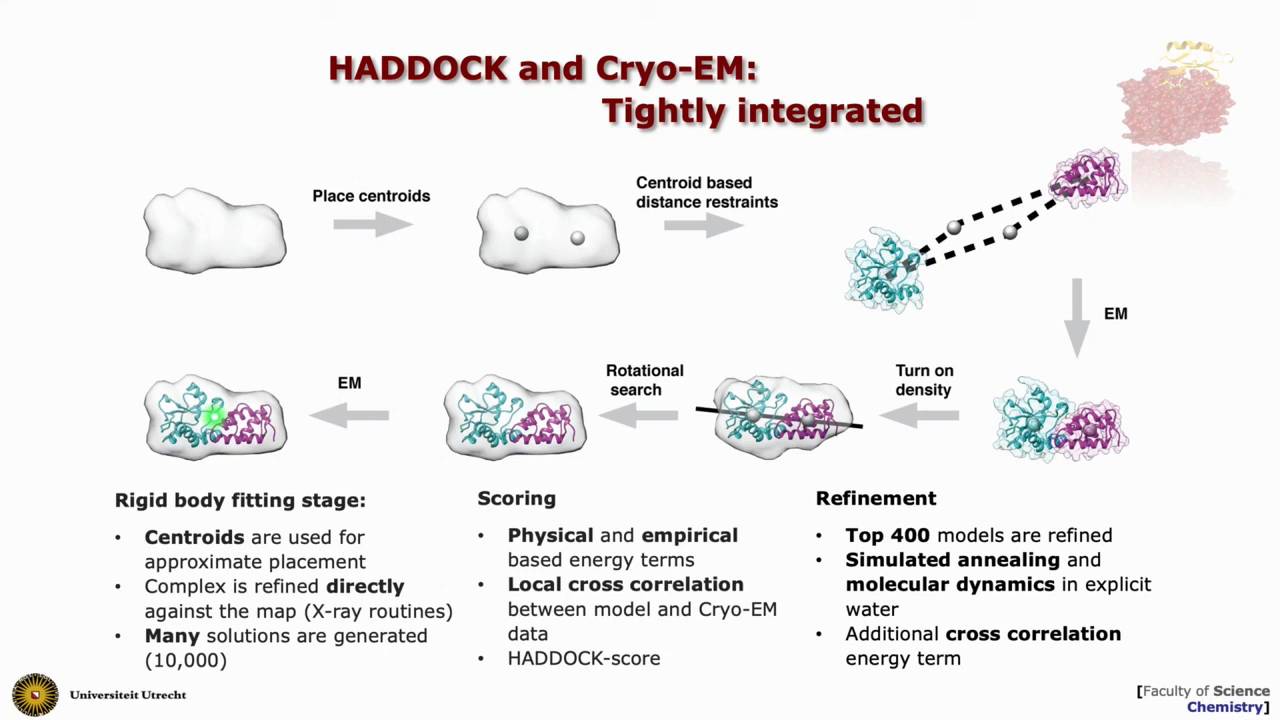 HADDOCK and Cryo-EM:
Tightly integrated
Place centroids
Centroid based
distance restraints
EM
Turn on
density
Rotational
search
EM
Rigid body fitting stage:
• Centroids are used for
approximate placement
• Complex is refined directly
against the map (X-ray routines)
• Many solutions are generated
(10,000)
Scoring
• Physical and empirical
based energy terms
• Local cross correlation
between model and Cryo-EM
data
• HADDOCK-score
Refinement
• Top 400 models are refined
• Simulated annealing and
molecular dynamics in explicit
water
• Additional cross correlation
energy term
Universiteit Utrecht
[Faculty of Science
Chemistry]